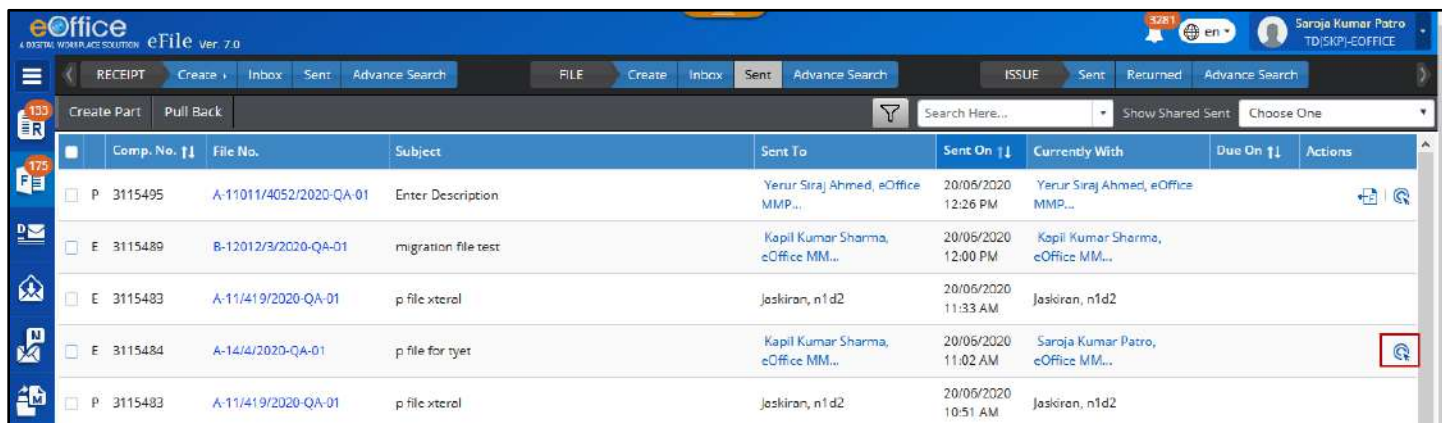 eOffice
A DIGITAL WORKPLACE SOLUTION eFile Ver. 7.0
3281
en
Saroja Kumar Patro
TD(SKP)-EOFFICE
RECEIPT Create Inbox Sent Advance Search FILE Create Inbox Sent Advance Search ISSUE Sent Returned Advance Search
133
R
Create Part Pull Back Search Here... Show Shared Sent Choose One
Comp. No. File No. Subject Sent To Sent On Currently With Due On Actions
175
F
P 3115495 A-11011/4052/2020-QA-01 Enter Description Yerur Siraj Ahmed, eOffice MMP... 20/06/2020 12:26 PM Yerur Siraj Ahmed, eOffice MMP...
D
E 3115489 B-12012/3/2020-QA-01 migration file test Kapil Kumar Sharma, eOffice MM... 20/06/2020 12:00 PM Kapil Kumar Sharma, eOffice MM...
E 3115483 A-11/419/2020-QA-01 p file xteral Jaskiran, n1d2 20/06/2020 11:33 AM Jaskiran, n1d2
N
E 3115484 A-14/4/2020-QA-01 p file for tyet Kapil Kumar Sharma, eOffice MM... 20/06/2020 11:02 AM Saroja Kumar Patro, eOffice MM...
M
P 3115483 A-11/419/2020-QA-01 p file xteral Jaskiran, n1d2 20/06/2020 10:51 AM Jaskiran, n1d2